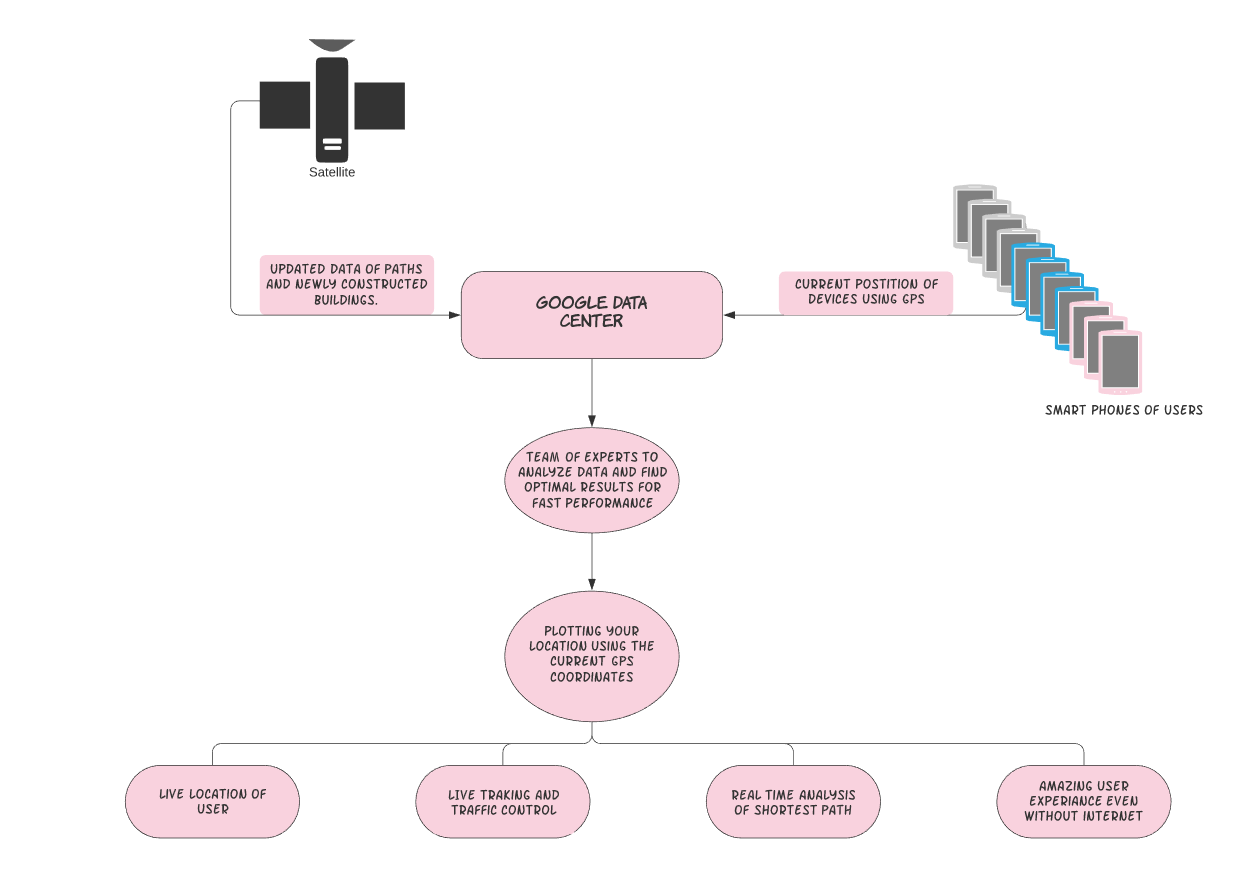 Satellite
UPDATED DATA OF PATHS
AND NEWLY CONSTRUCTED
BUILDINGS.
GOOGLE DATA
CENTER
CURRENT POSTITION OF
DEVICES USING GPS
SMART PHONES OF USERS
TEAM OF EXPERTS TO
ANALYZE DATA AND FIND
OPTIMAL RESULTS FOR
FAST PERFORMANCE
PLOTTING YOUR
LOCATION USING THE
CURRENT GPS
COORDINATES
LIVE LOCATION OF
USER
LIVE TRAKING AND
TRAFFIC CONTROL
REAL TIME ANALYSIS
OF SHORTEST PATH
AMAZING USER
EXPERIANCE EVEN
WITHOUT INTERNET